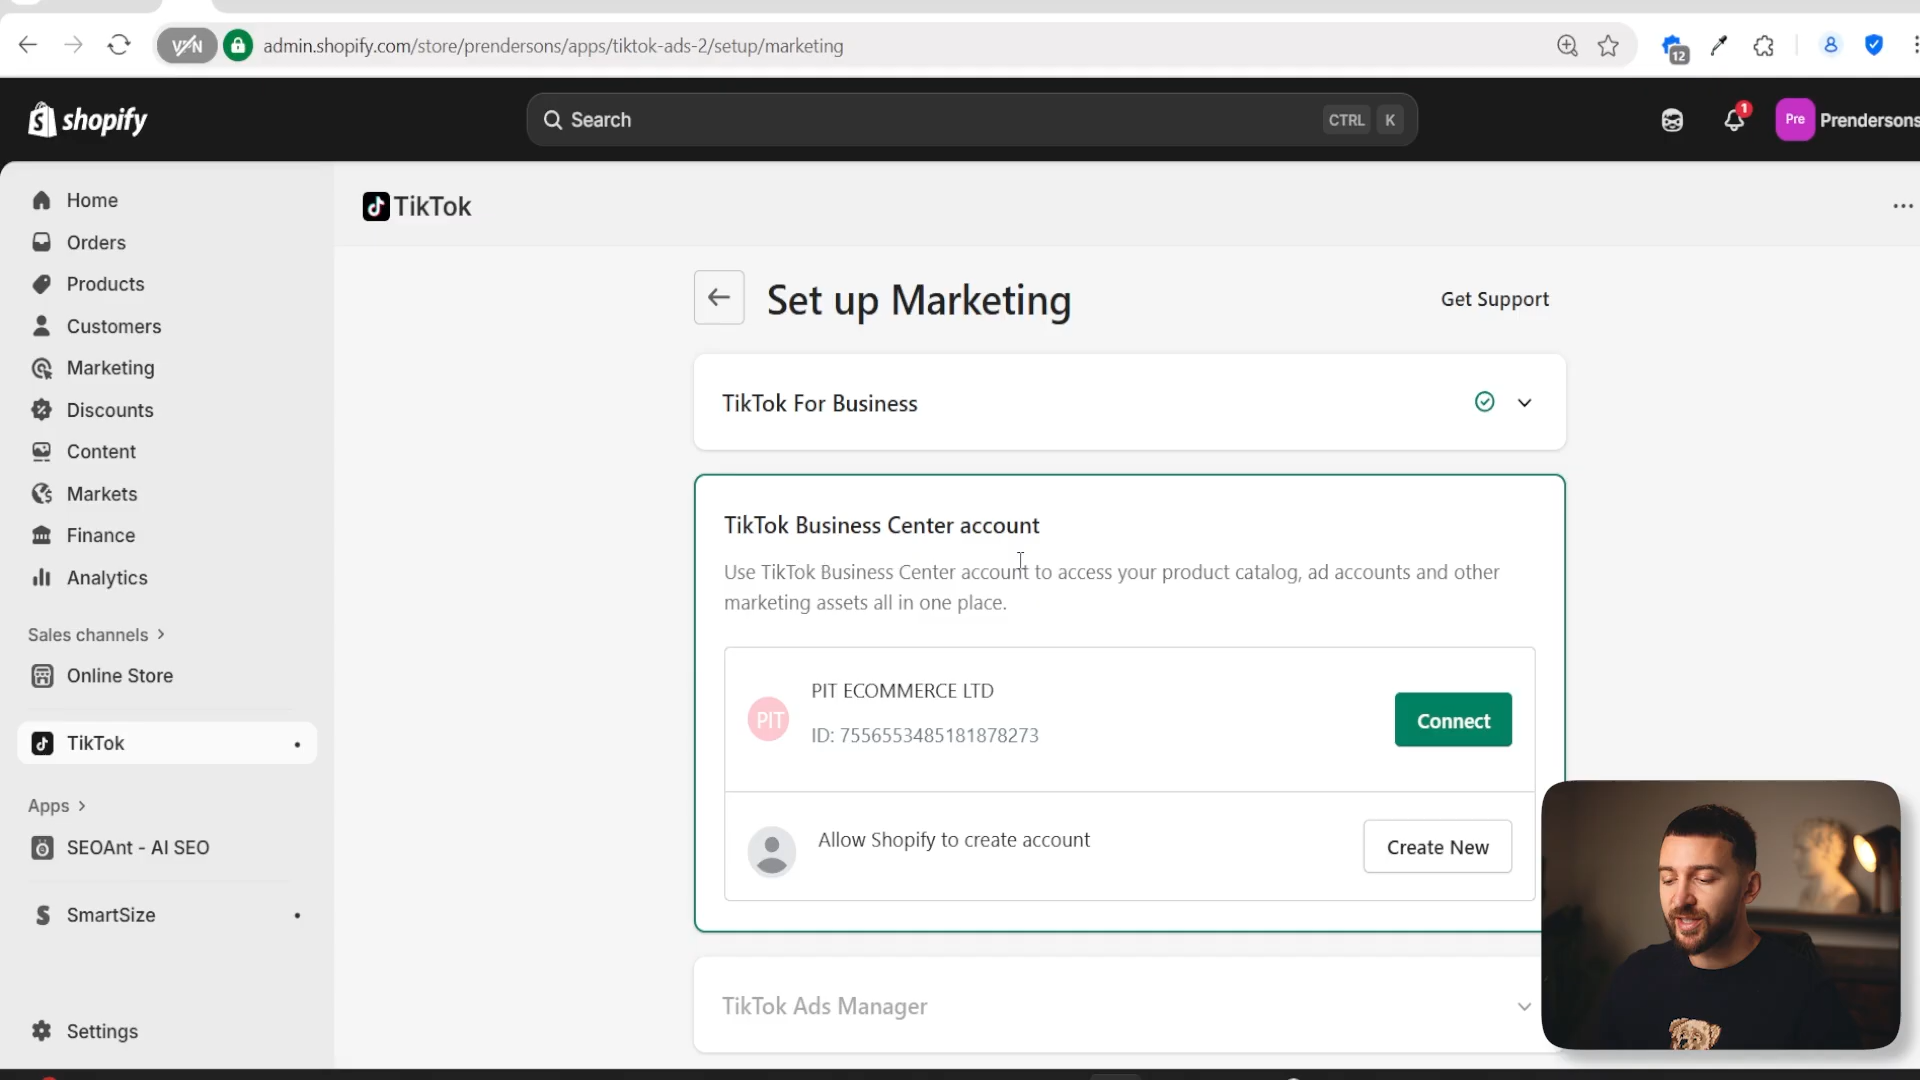 VPN
admin.shopify.com/store/prendersons/apps/tiktok-ads-2/setup/marketing
12
shopify
Search
CTRL K
1
Pre
Prendersons
Home
Orders
Products
Customers
Marketing
Discounts
Content
Markets
Finance
Analytics
Sales channels
Online Store
TikTok
Apps
SEOAnt - AI SEO
SmartSize
Settings
TikTok
Set up Marketing
Get Support
TikTok For Business
TikTok Business Center account
Use TikTok Business Center account to access your product catalog, ad accounts and other
marketing assets all in one place.
PIT
PIT ECOMMERCE LTD
ID: 7556553485181878273
Connect
Allow Shopify to create account
Create New
TikTok Ads Manager